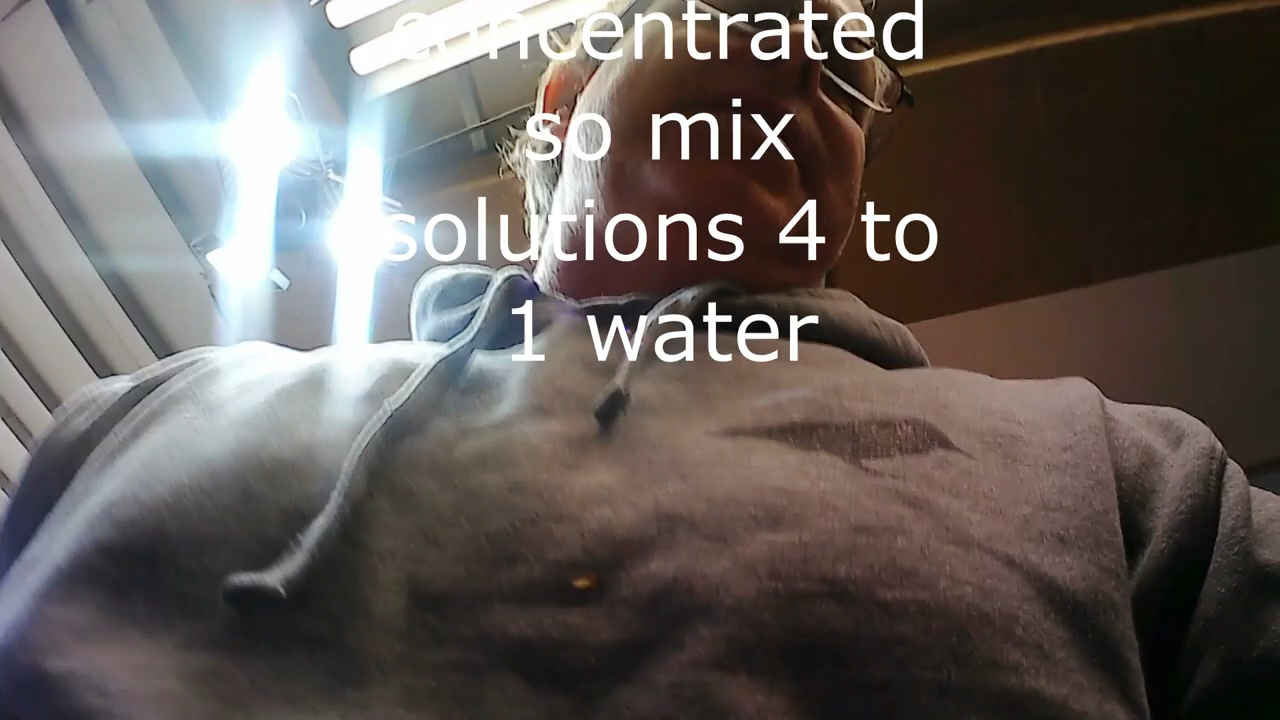 concentrated
so mix
solutions 4 to
1 water